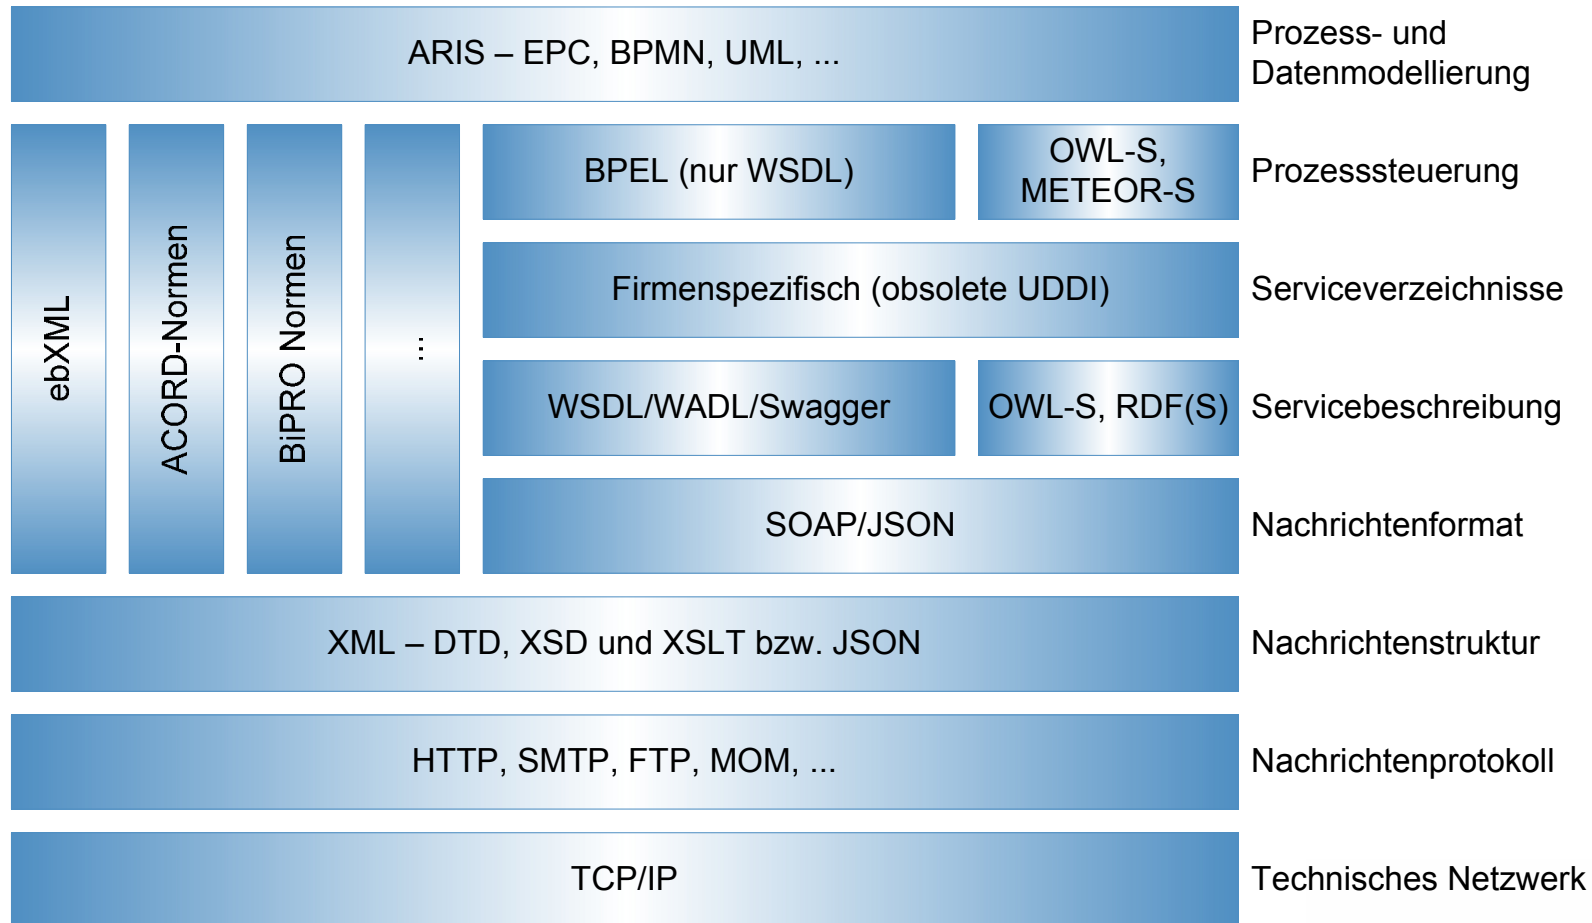 ARIS – EPC, BPMN, UML, ...
Prozess- und
Datenmodellierung
ebXML
ACORD-Normen
BiPRO Normen
...
BPEL (nur WSDL)
OWL-S,
METEOR-S
Prozesssteuerung
Firmenspezifisch (obsolete UDDI)
Serviceverzeichnisse
WSDL/WADL/Swagger
OWL-S, RDF(S)
Servicebeschreibung
SOAP/JSON
Nachrichtenformat
XML – DTD, XSD und XSLT bzw. JSON
Nachrichtenstruktur
HTTP, SMTP, FTP, MOM, ...
Nachrichtenprotokoll
TCP/IP
Technisches Netzwerk